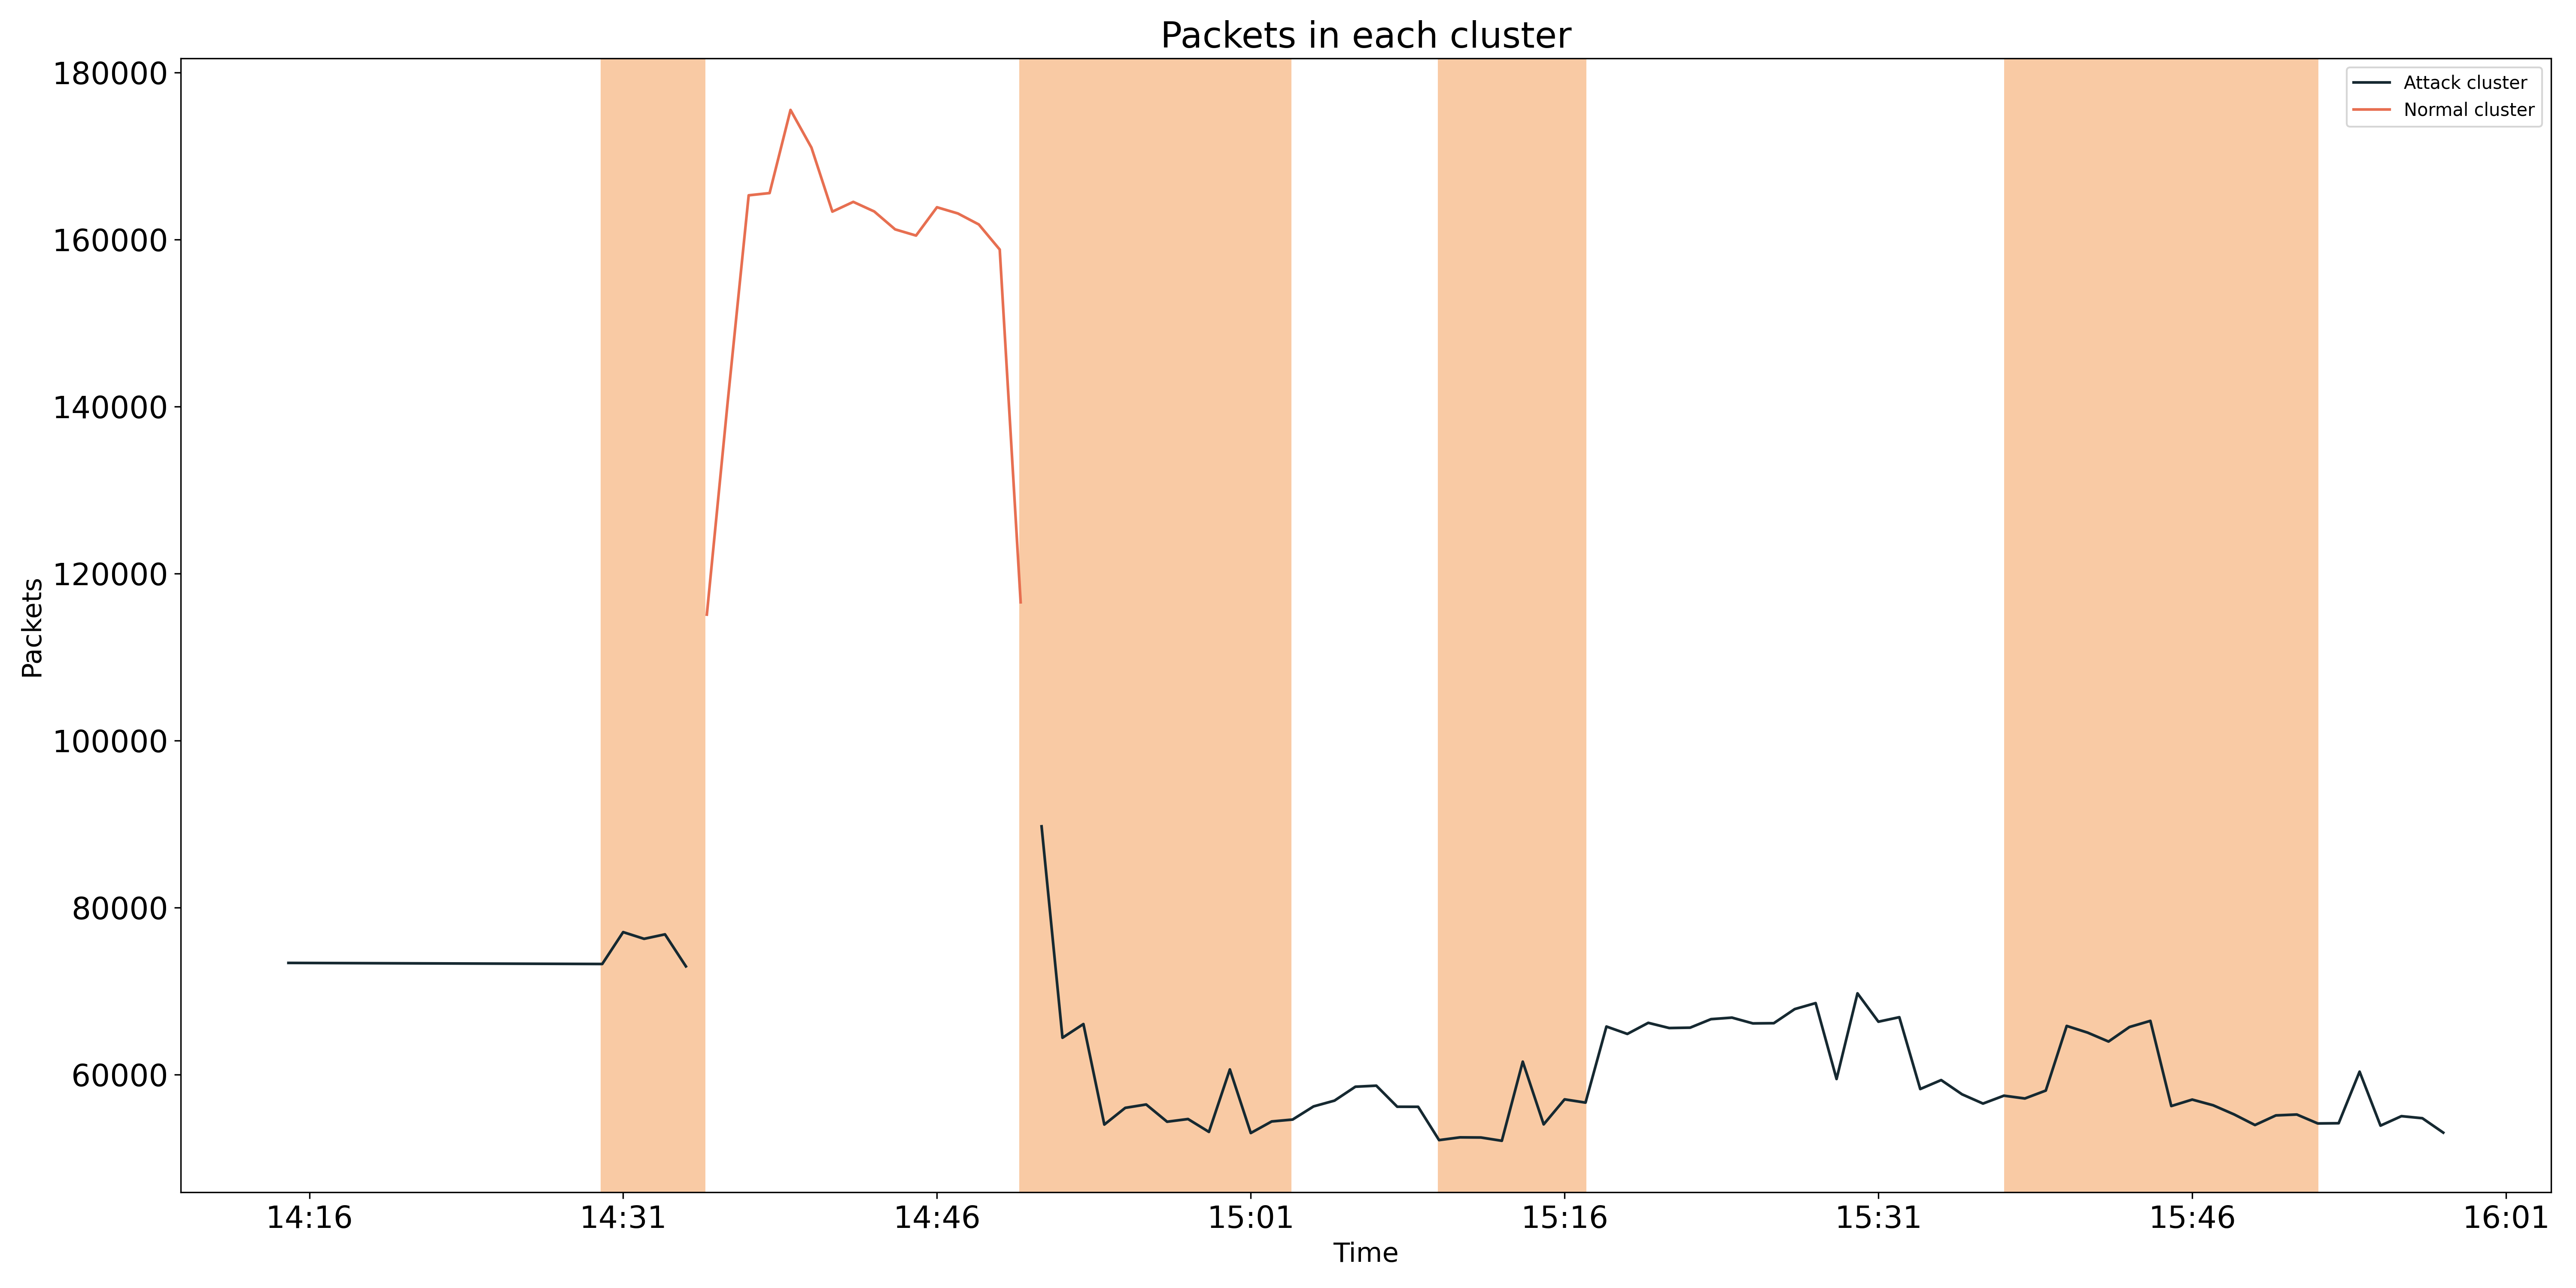 Packets in each cluster
180000
160000
140000
120000
100000
80000
60000
Packets
Attack cluster
Normal cluster
14:16 14:31 14:46 15:01 15:16 15:31 15:46 16:01
Time